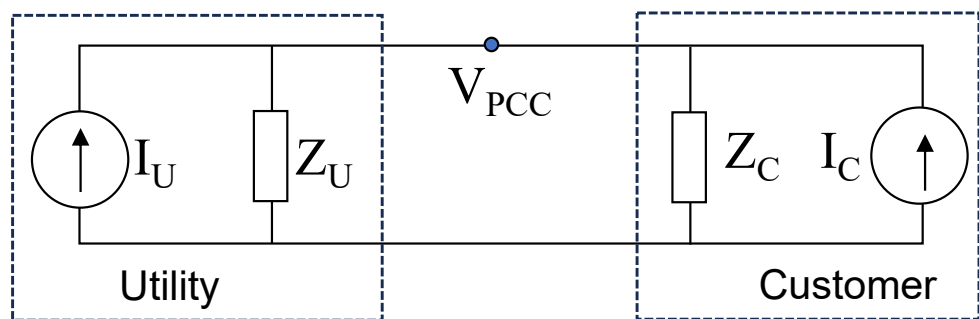 V_PCC
I_U
Z_U
Z_C
I_C
Utility
Customer